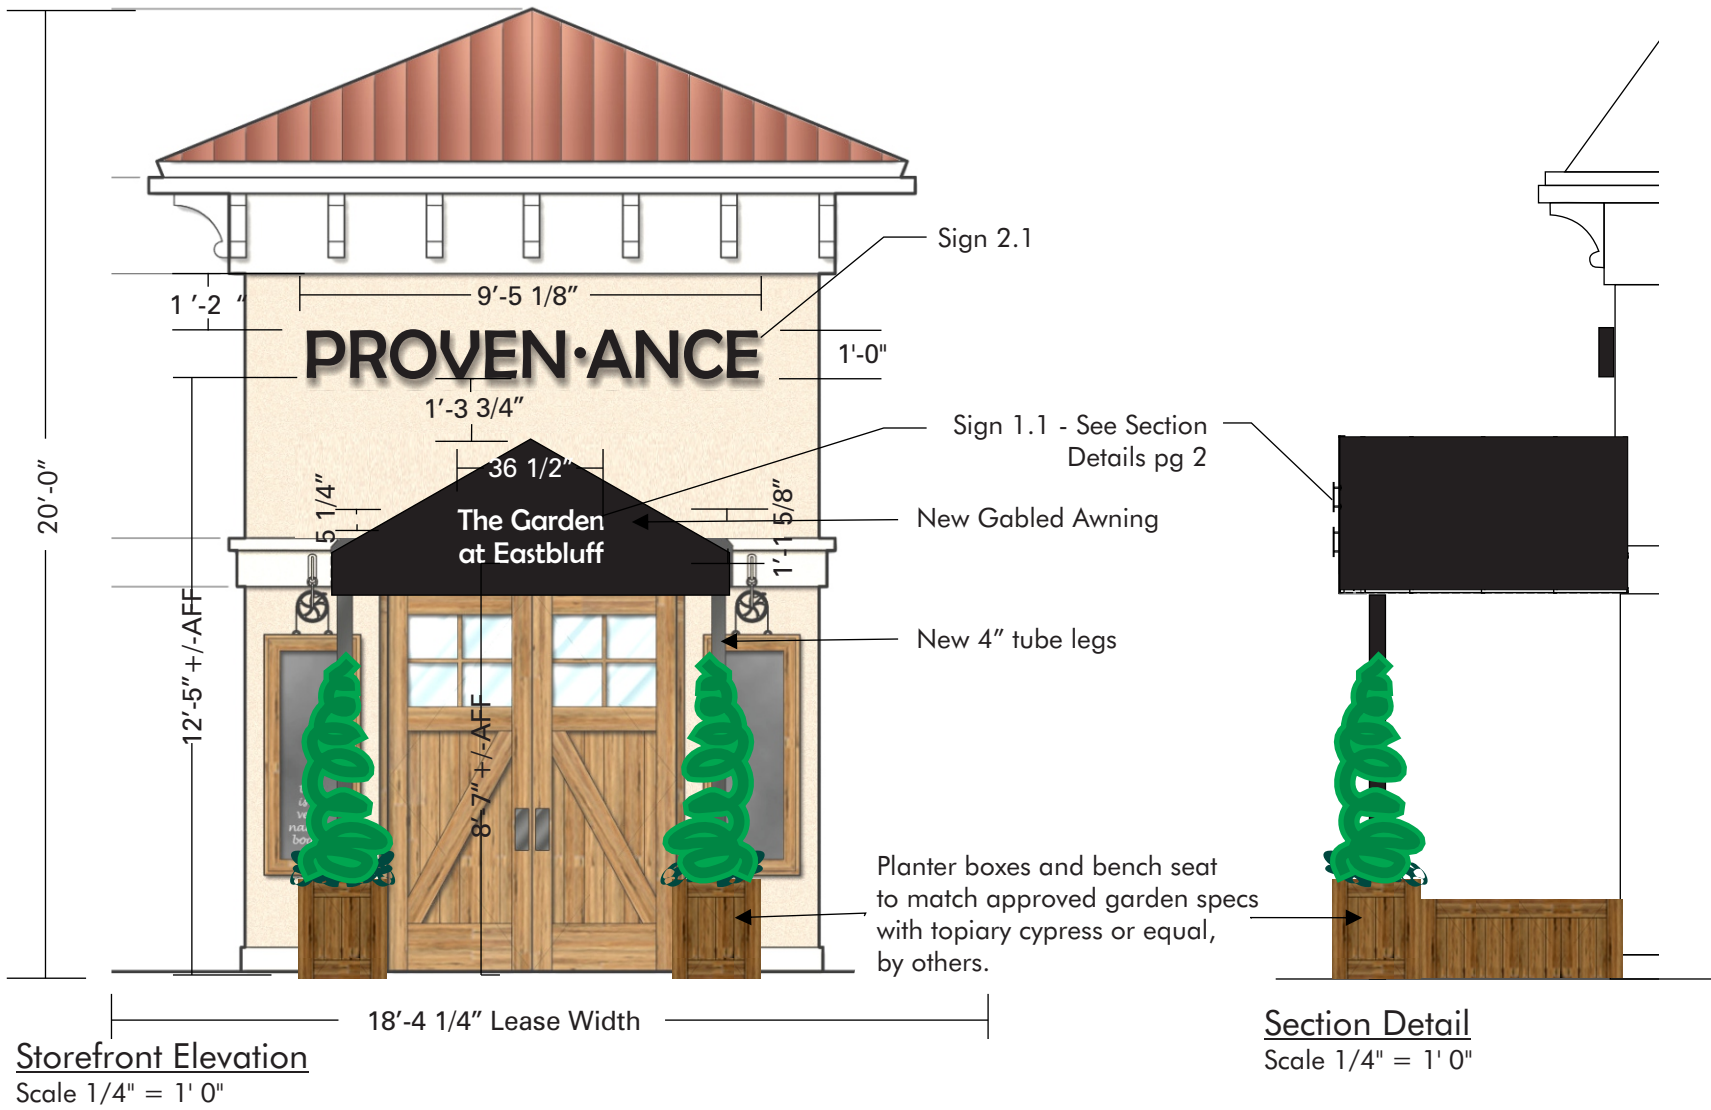 Sign 2.1
9'-5 1/8"
1 '-2 "
PROVEN•ANCE
1'-0"
1'-3 3/4"
Sign 1.1 - See Section
Details pg 2
36 1/2"
5 1/4"
1'-1 5/8"
20'-0"
The Garden
at Eastbluff
New Gabled Awning
12'-5" +/-AFF
New 4" tube legs
8'-7" +/-AFF
is
Planter boxes and bench seat
to match approved garden specs
with topiary cypress or equal,
by others.
18'-4 1/4" Lease Width
Storefront Elevation
Scale 1/4" = 1' 0"
Section Detail
Scale 1/4" = 1' 0"